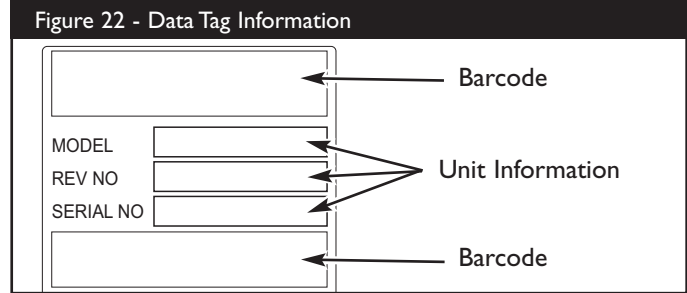 Figure 22 - Data Tag Information
Barcode
MODEL
REV NO
SERIAL NO
Unit Information
Barcode